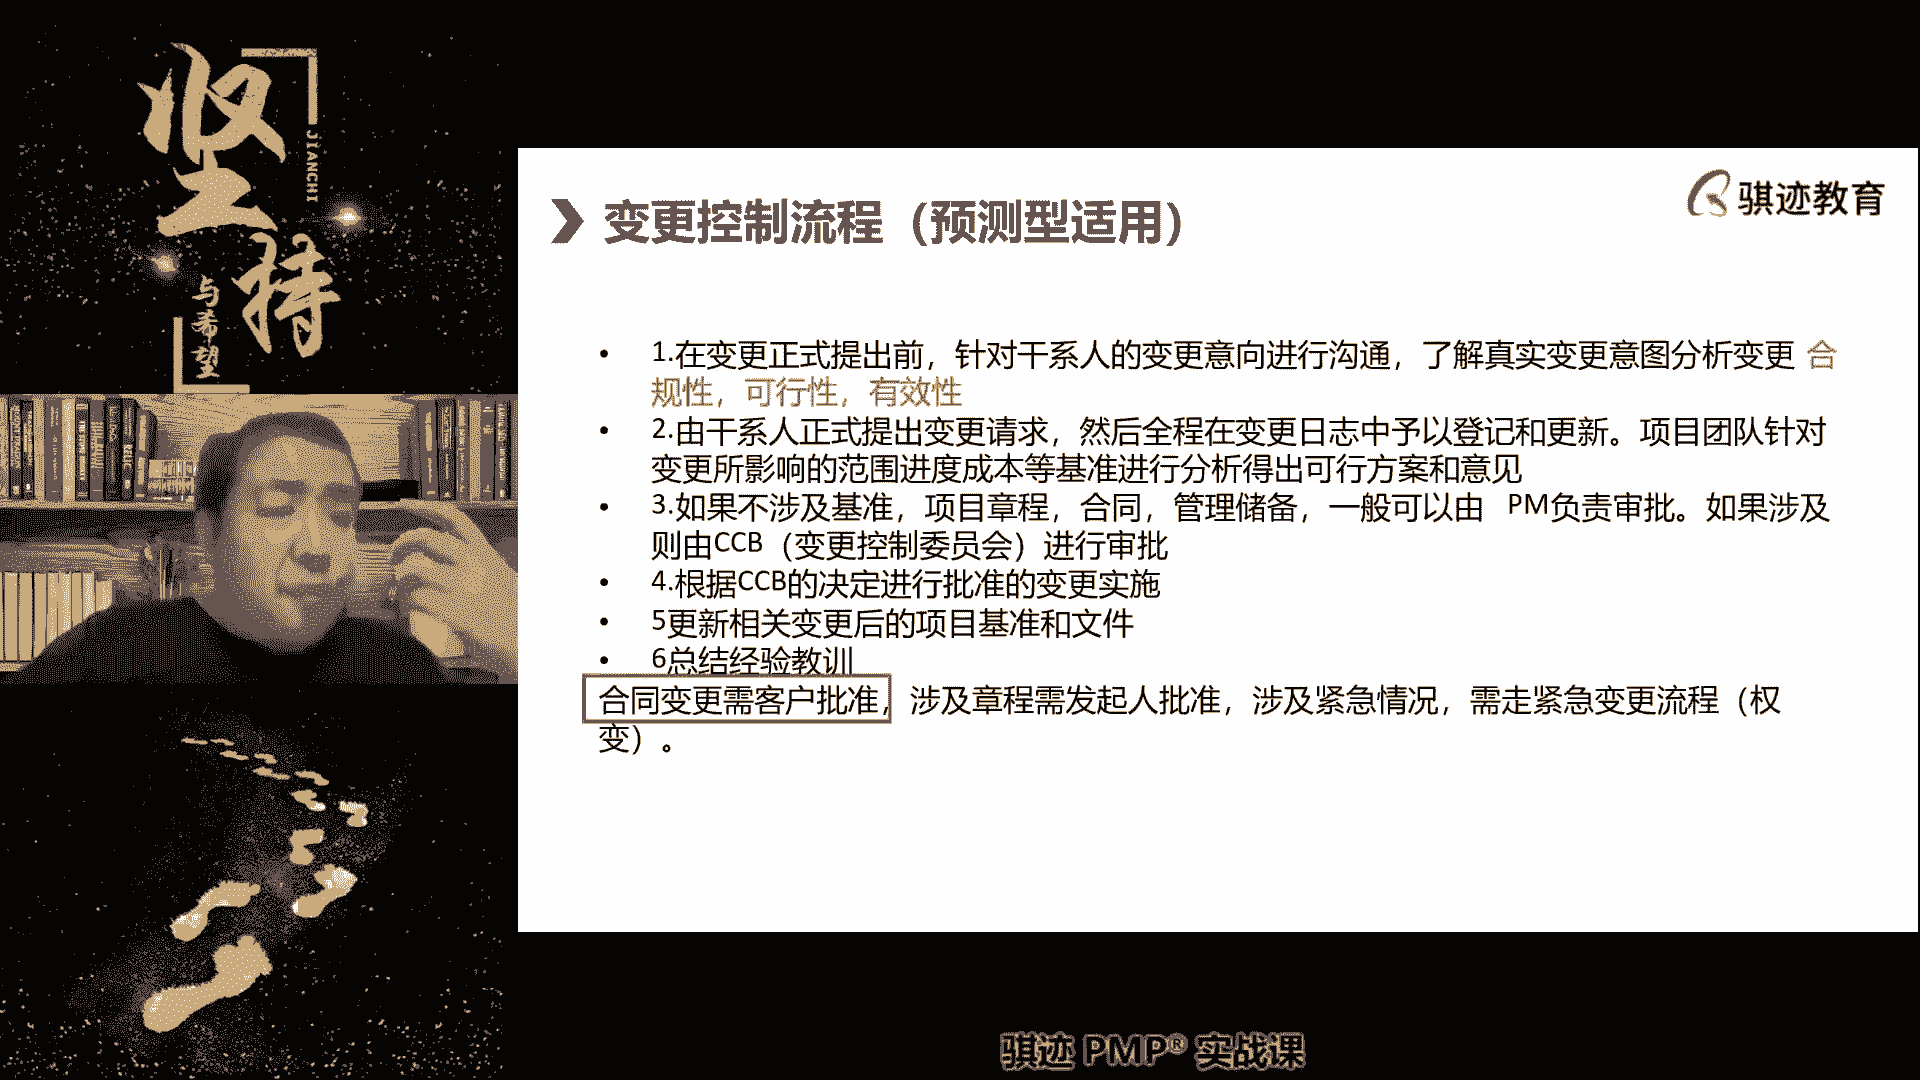 坚持
JIANCHI
与希望
骐迹教育
变更控制流程（预测型适用）
• 1.在变更正式提出前，针对干系人的变更意向进行沟通，了解真实变更意图分析变更 合
规性，可行性，有效性
• 2.由干系人正式提出变更请求，然后全程在变更日志中予以登记和更新。项目团队针对
变更所影响的范围进度成本等基准进行分析得出可行方案和意见
• 3.如果不涉及基准，项目章程，合同，管理储备，一般可以由 PM负责审批。如果涉及
则由CCB（变更控制委员会）进行审批
• 4.根据CCB的决定进行批准的变更实施
• 5更新相关变更后的项目基准和文件
• 6总结经验教训
合同变更需客户批准，涉及章程需发起人批准，涉及紧急情况，需走紧急变更流程（权
变）。
骐迹 PMP® 实战课